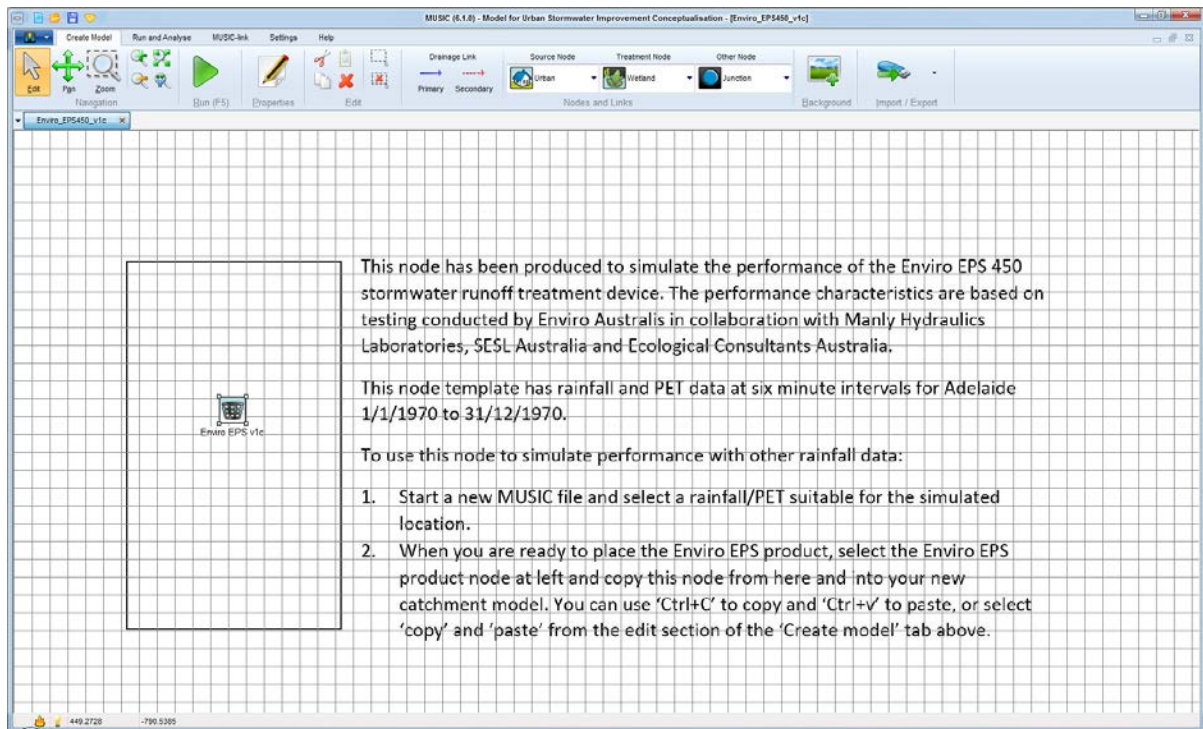 MUSIC (6.1.0) - Model for Urban Stormwater Improvement Conceptualisation - [Enviro_EPS450_v1c]
Create Model Run and Analyse MUSIC-link Settings Help
Drainage Link Source Node Treatment Node Other Node
Urban Wetland Junction
Edit Pan Zoom Run (F5) Properties Primary Secondary
Navigation Edit Nodes and Links Background Import / Export
Enviro_EPS450_v1c
This node has been produced to simulate the performance of the Enviro EPS 450
stormwater runoff treatment device. The performance characteristics are based on
testing conducted by Enviro Australis in collaboration with Manly Hydraulics
Laboratories, SESL Australia and Ecological Consultants Australia.
This node template has rainfall and PET data at six minute intervals for Adelaide
1/1/1970 to 31/12/1970.
Enviro EPS v1c
To use this node to simulate performance with other rainfall data:
1. Start a new MUSIC file and select a rainfall/PET suitable for the simulated
location.
2. When you are ready to place the Enviro EPS product, select the Enviro EPS
product node at left and copy this node from here and into your new
catchment model. You can use 'Ctrl+C' to copy and 'Ctrl+v' to paste, or select
'copy' and 'paste' from the edit section of the 'Create model' tab above.
449.2728 -790.5385